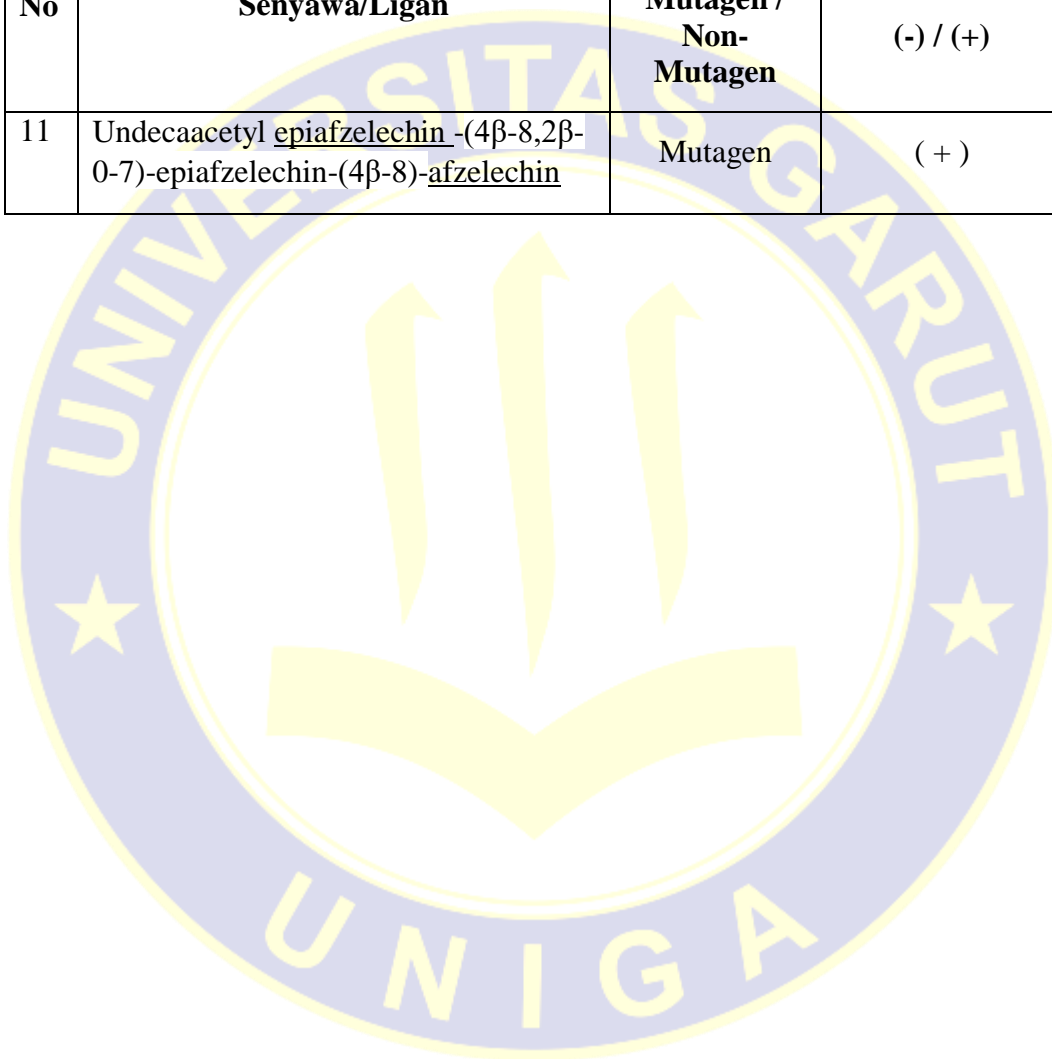 No Senyawa/Ligan Mutagen /
Non-
Mutagen
(-) / (+)
11 Undecaacetyl epiafzelechin -(4β-8,2β-
0-7)-epiafzelechin-(4β-8)-afzelechin
Mutagen ( + )
UNIVERSITAS GARUT
UNIGA